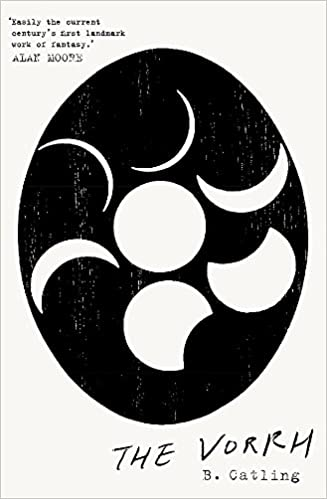 'Easily the current
century's first landmark
work of fantasy.'
ALAN MOORE
THE VORRH
B. Catling